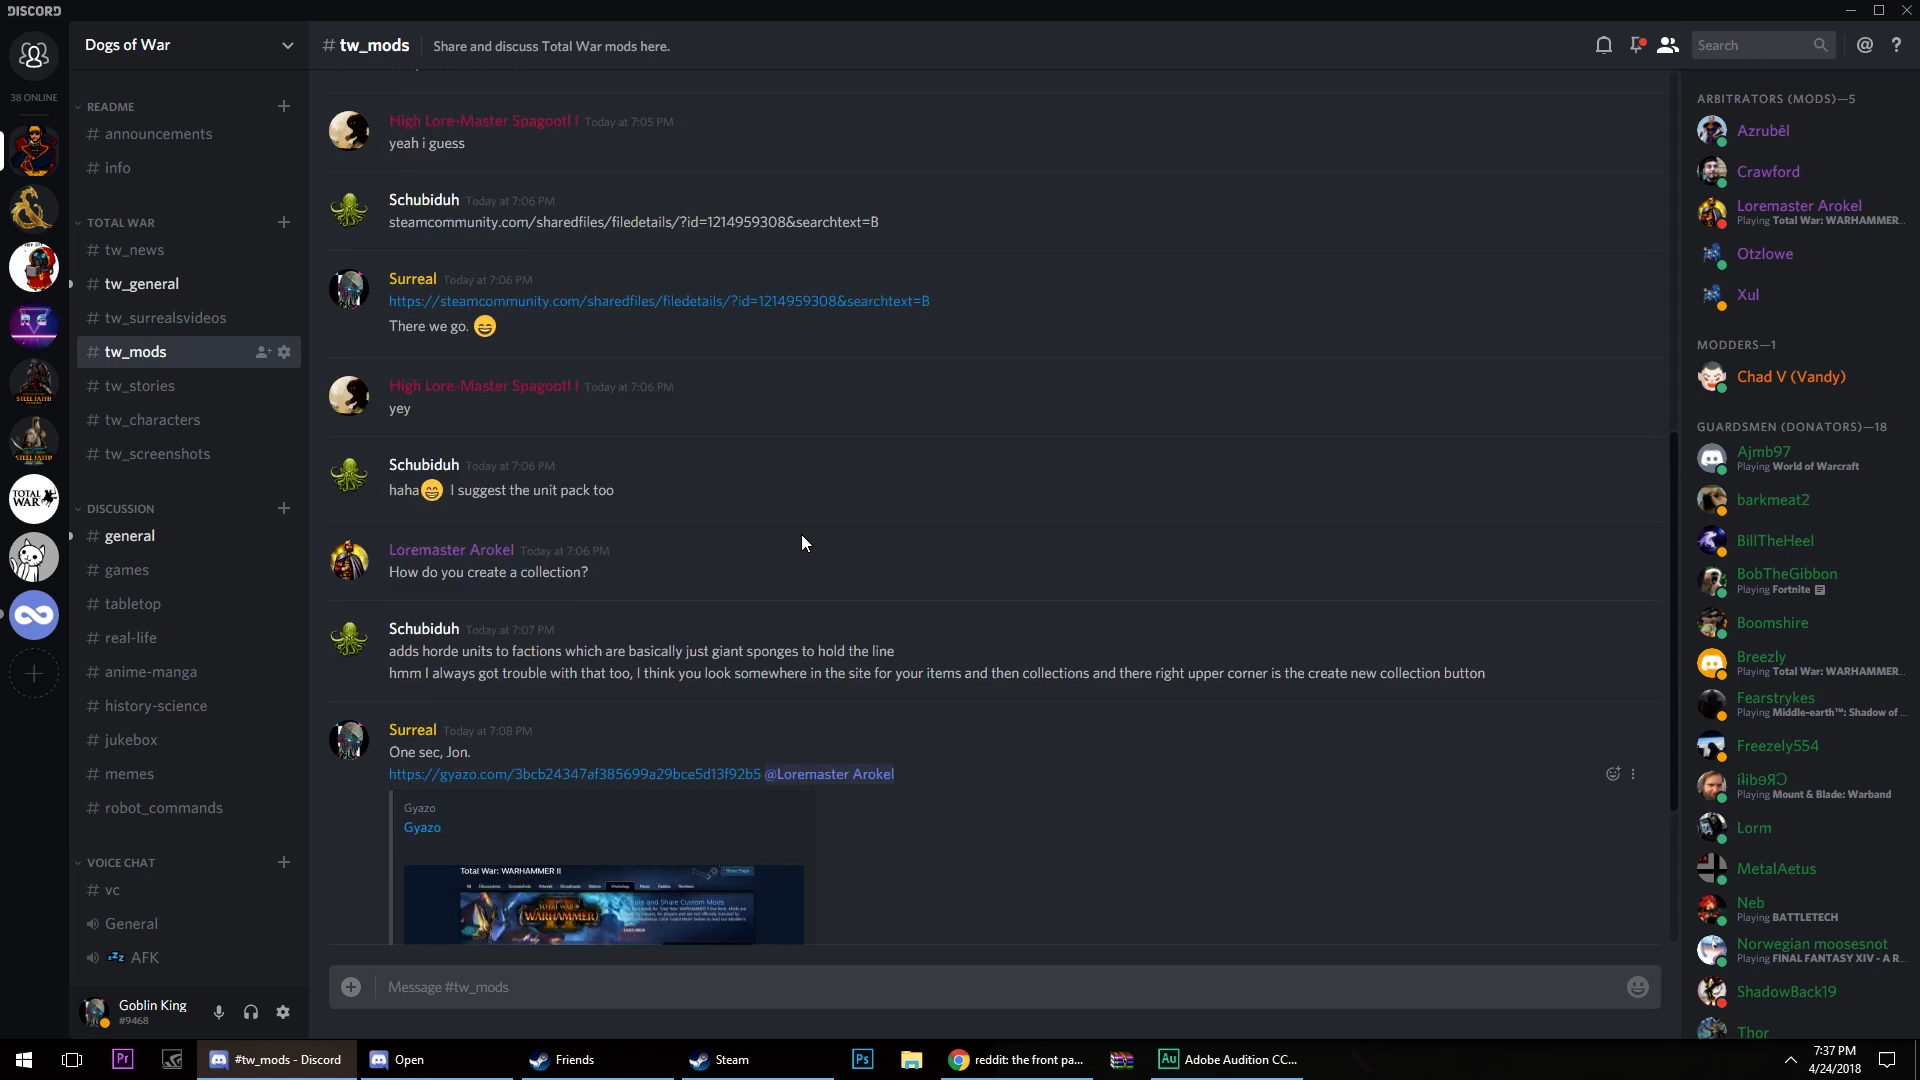 DISCORD
Dogs of War
# tw_mods
Share and discuss Total War mods here.
Search
@
?
38 ONLINE
README
# announcements
# info
TOTAL WAR
# tw_news
# tw_general
# tw_surrealsvideos
# tw_mods
# tw_stories
# tw_characters
# tw_screenshots
DISCUSSION
# general
# games
# tabletop
# real-life
# anime-manga
# history-science
# jukebox
# memes
# robot_commands
VOICE CHAT
# vc
General
AFK
Goblin King
#9468
STEEL FAITH
STEEL FAITH
TOTAL WAR
High Lore-Master Spagootl I Today at 7:05 PM
yeah i guess
Schubiduh Today at 7:06 PM
steamcommunity.com/sharedfiles/filedetails/?id=1214959308&searchtext=B
Surreal Today at 7:06 PM
https://steamcommunity.com/sharedfiles/filedetails/?id=1214959308&searchtext=B
There we go. 😄
High Lore-Master Spagootl I Today at 7:06 PM
yey
Schubiduh Today at 7:06 PM
haha😄 I suggest the unit pack too
Loremaster Arokel Today at 7:06 PM
How do you create a collection?
Schubiduh Today at 7:07 PM
adds horde units to factions which are basically just giant sponges to hold the line
hmm I always got trouble with that too, I think you look somewhere in the site for your items and then collections and there right upper corner is the create new collection button
Surreal Today at 7:08 PM
One sec, Jon.
https://gyazo.com/3bcb24347af385699a29bce5d13f92b5 @Loremaster Arokel
Gyazo
Gyazo
Total War: WARHAMMER II
Store Page
WARHAMMER
Message #tw_mods
ARBITRATORS (MODS)—5
Azrubêl
Crawford
Loremaster Arokel
Playing Total War: WARHAMMER...
Otzlowe
Xul
MODDERS—1
Chad V (Vandy)
GUARDSMEN (DONATORS)—18
Ajmb97
Playing World of Warcraft
barkmeat2
BillTheHeel
BobTheGibbon
Playing Fortnite
Boomshire
Breezly
Playing Total War: WARHAMMER...
Fearstrykes
Playing Middle-earth™: Shadow of ...
Freezely554
Playing Mount & Blade: Warband
Lorm
MetalAetus
Neb
Playing BATTLETECH
Norwegian moosesnot
Playing FINAL FANTASY XIV - A R...
ShadowBack19
Thor
Pr
#tw_mods - Discord
Open
Friends
Steam
Ps
reddit: the front pa...
Au
Adobe Audition CC...
7:37 PM
4/24/2018